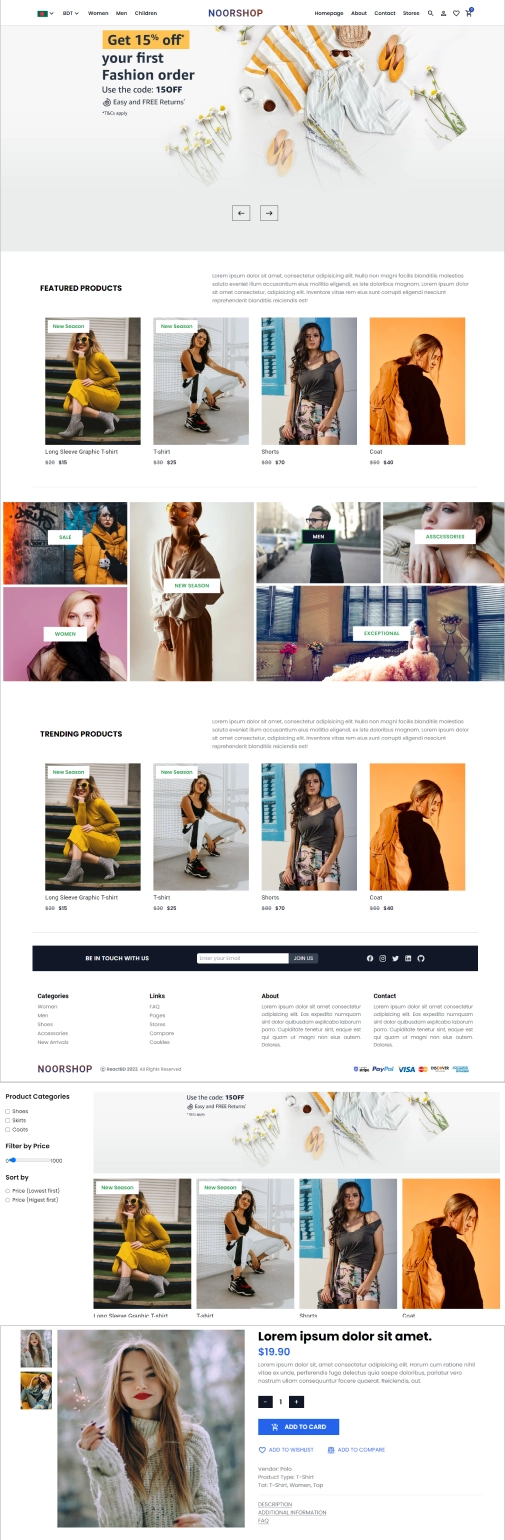 BDT Women Men Children NOORSHOP Homepage About Contact Stores
Get 15% off*
your first
Fashion order
Use the code: 15OFF
Easy and FREE Returns*
*T&Cs apply
FEATURED PRODUCTS
Lorem ipsum dolor sit amet, consectetur adipisicing elit. Nulla non magni facilis blanditiis molestiae
soluta eveniet illum accusantium eius mollitia eligendi, ex iste doloribus magnam. Lorem ipsum dolor
sit amet consectetur, adipisicing elit. Inventore vitae rem eius sunt corrupti eligendi nesciunt
reprehenderit blanditiis reiciendis est!
New Season New Season
Long Sleeve Graphic T-shirt T-shirt Shorts Coat
$20 $15 $30 $25 $80 $70 $60 $40
SALE
NEW SEASON
MEN
ASSCESSORIES
WOMEN
EXCEPTIONAL
TRENDING PRODUCTS
Lorem ipsum dolor sit amet, consectetur adipisicing elit. Nulla non magni facilis blanditiis molestiae
soluta eveniet illum accusantium eius mollitia eligendi, ex iste doloribus magnam. Lorem ipsum dolor
sit amet consectetur, adipisicing elit. Inventore vitae rem eius sunt corrupti eligendi nesciunt
reprehenderit blanditiis reiciendis est!
New Season New Season
Long Sleeve Graphic T-shirt T-shirt Shorts Coat
$20 $15 $30 $25 $80 $70 $60 $40
BE IN TOUCH WITH US Enter your Email JOIN US
Categories
Women
Men
Shoes
Accessories
New Arrivals
Links
FAQ
Pages
Stores
Compare
Cookies
About
Lorem ipsum dolor sit amet consectetur
adipisicing elit. Eos expedita numquam
sint dolor quibusdam explicabo laborum
porro. Cupiditate tenetur sint, eaque est
qui quam ut magni non eius autem.
Dolores.
Contact
Lorem ipsum dolor sit amet consectetur
adipisicing elit. Eos expedita numquam
sint dolor quibusdam explicabo laborum
porro. Cupiditate tenetur sint, eaque est
qui quam ut magni non eius autem.
Dolores.
NOORSHOP © ReactBD 2023. All Rights Reserved stripe PayPal VISA DISCOVER
Product Categories
Shoes
Skirts
Coats
Filter by Price
0 1000
Sort by
Price (Lowest first)
Price (Higest first)
Use the code: 15OFF
Easy and FREE Returns*
*T&Cs apply
New Season New Season
Long Sleeve Graphic T-shirt T-shirt Shorts Coat
Lorem ipsum dolor sit amet.
$19.90
Lorem ipsum dolor sit, amet consectetur adipisicing elit. Harum cum ratione nihil
vitae ex unde, perferendis fuga delectus quia saepe doloribus, pariatur vero
nostrum ullam consequuntur facere quaerat. Reiciendis, aut.
- 1 +
ADD TO CARD
ADD TO WISHLIST ADD TO COMPARE
Vendor: Polo
Product Type: T-Shirt
Tat: T-Shirt, Women, Top
DESCRIPTION
ADDITIONAL INFORMATION
FAQ